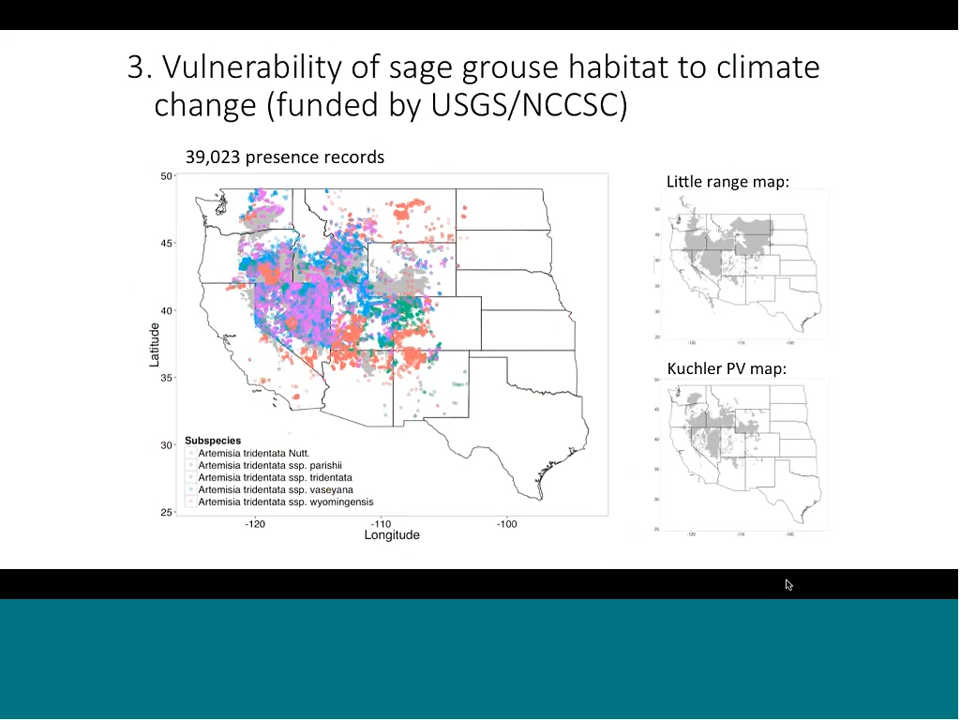 3. Vulnerability of sage grouse habitat to climate
change (funded by USGS/NCCSC)
39,023 presence records
50
45
40
35
30
25
Latitude
-120
-110
-100
Longitude
Subspecies
Artemisia tridentata Nutt.
Artemisia tridentata ssp. parishii
Artemisia tridentata ssp. tridentata
Artemisia tridentata ssp. vaseyana
Artemisia tridentata ssp. wyomingensis
Little range map:
Kuchler PV map: